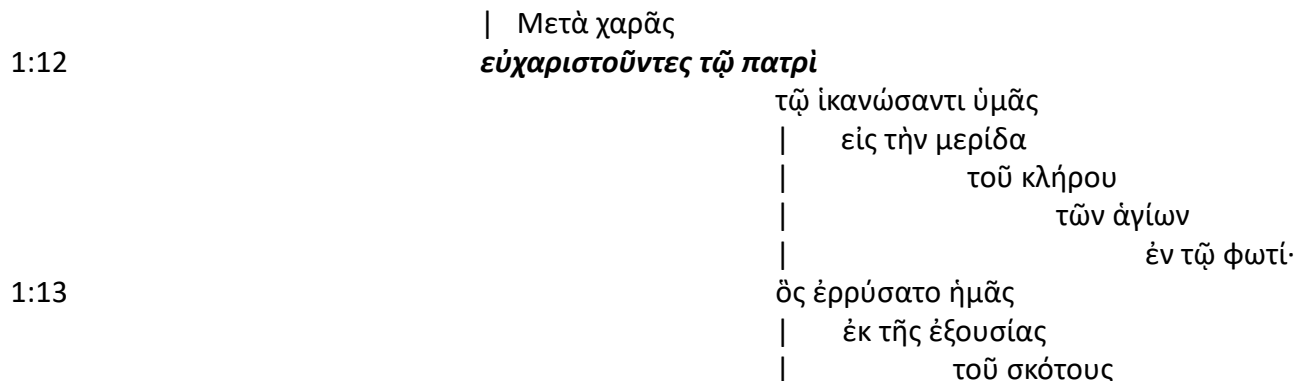 | Μετὰ χαρᾶς
1:12 εὐχαριστοῦντες τῷ πατρὶ
τῷ ἱκανώσαντι ὑμᾶς
| εἰς τὴν μερίδα
| τοῦ κλήρου
| τῶν ἁγίων
| ἐν τῷ φωτί·
1:13 ὃς ἐρρύσατο ἡμᾶς
| ἐκ τῆς ἐξουσίας
| τοῦ σκότους